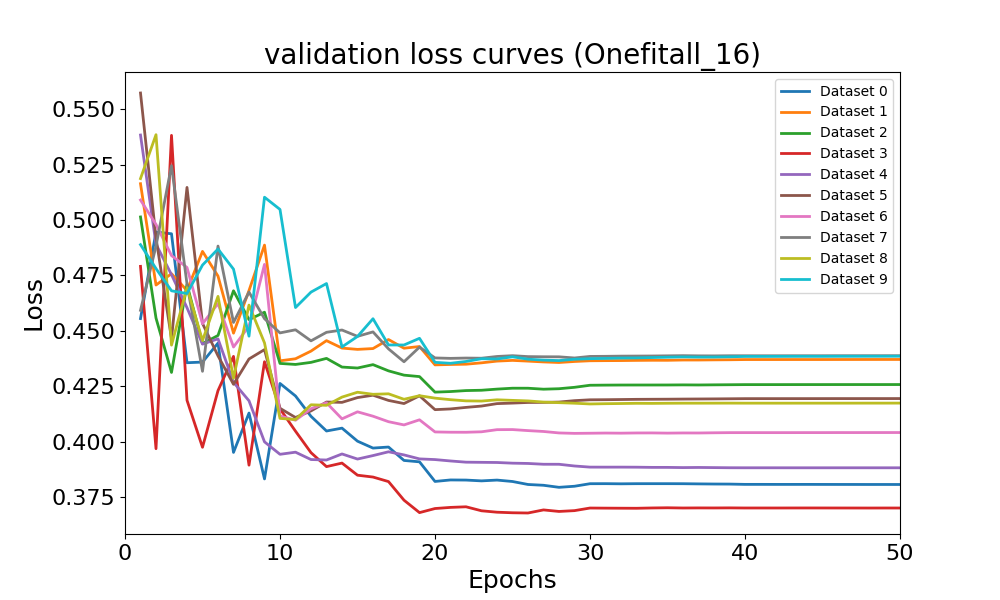 validation loss curves (Onefitall_16)
Loss
0.550
0.525
0.500
0.475
0.450
0.425
0.400
0.375
0
10
20
30
40
50
Epochs
Dataset 0
Dataset 1
Dataset 2
Dataset 3
Dataset 4
Dataset 5
Dataset 6
Dataset 7
Dataset 8
Dataset 9